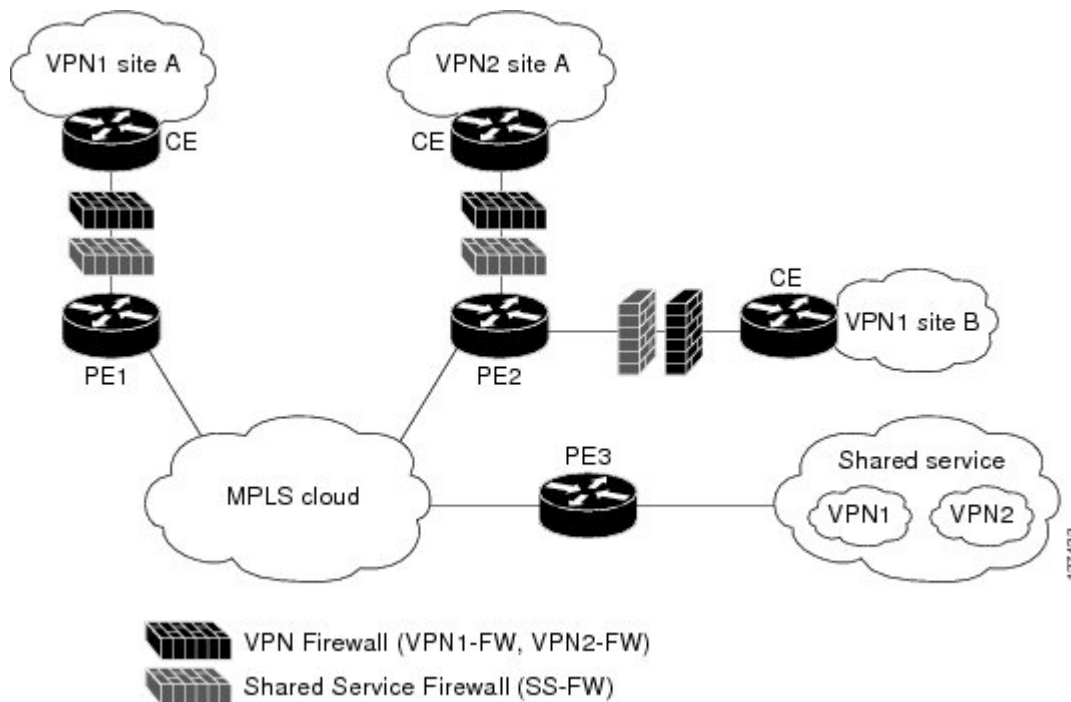 VPN1 site A
VPN2 site A
CE
CE
CE
VPN1 site B
PE1
PE2
PE3
MPLS cloud
Shared service
VPN1
VPN2
VPN Firewall (VPN1-FW, VPN2-FW)
Shared Service Firewall (SS-FW)